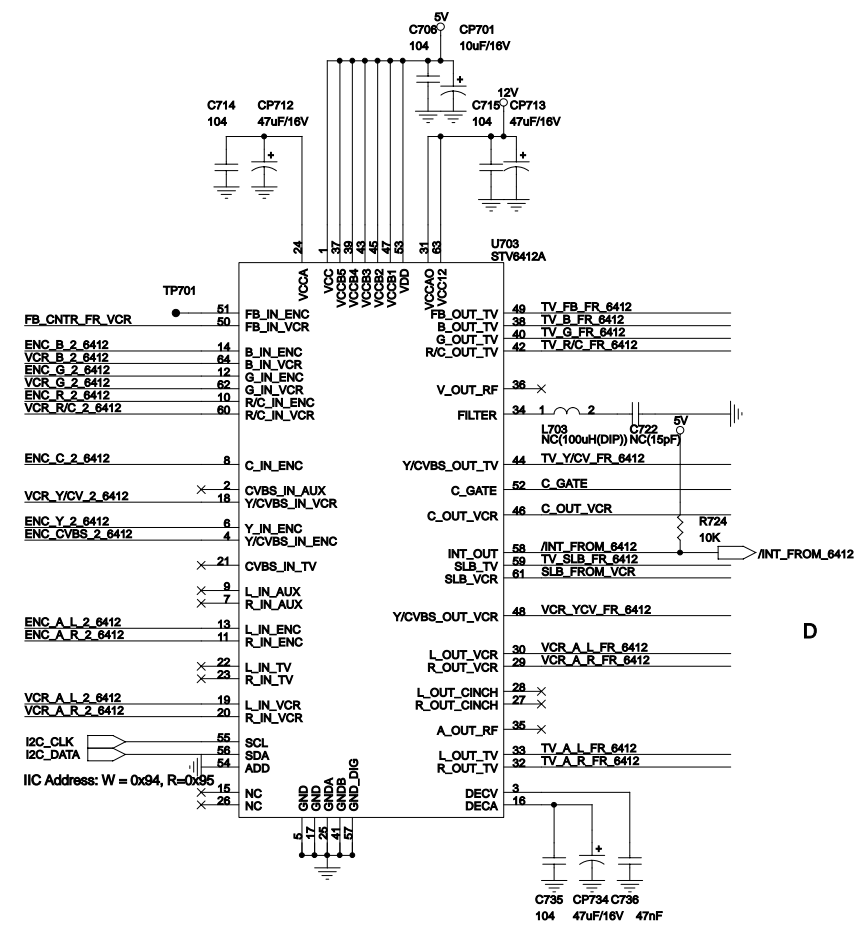 5V
C706 CP701
104 10uF/16V
12V
C714 CP712
104 47uF/16V
C715 CP713
104 47uF/16V
24 1 37 39 43 45 47 53 31 63
U703
STV6412A
VCCA VCC VCCB5 VCCB4 VCCB3 VCCB2 VCCB1 VDD VCCAO VCC12
TP701
51 FB_IN_ENC
FB_CNTR_FR_VCR 50 FB_IN_VCR
ENC_B_2_6412 14 B_IN_ENC
VCR_B_2_6412 64 B_IN_VCR
ENC_G_2_6412 12 G_IN_ENC
VCR_G_2_6412 62 G_IN_VCR
ENC_R_2_6412 10 R/C_IN_ENC
VCR_R/C_2_6412 60 R/C_IN_VCR
ENC_C_2_6412 8 C_IN_ENC
2 CVBS_IN_AUX
VCR_Y/CV_2_6412 18 Y/CVBS_IN_VCR
ENC_Y_2_6412 6 Y_IN_ENC
ENC_CVBS_2_6412 4 Y/CVBS_IN_ENC
21 CVBS_IN_TV
9 L_IN_AUX
7 R_IN_AUX
ENC_A_L_2_6412 13 L_IN_ENC
ENC_A_R_2_6412 11 R_IN_ENC
22 L_IN_TV
23 R_IN_TV
VCR_A_L_2_6412 19 L_IN_VCR
VCR_A_R_2_6412 20 R_IN_VCR
I2C_CLK 55 SCL
I2C_DATA 56 SDA
54 ADD
IIC Address: W = 0x94, R=0x95
15 NC
26 NC
FB_OUT_TV 49 TV_FB_FR_6412
B_OUT_TV 38 TV_B_FR_6412
G_OUT_TV 40 TV_G_FR_6412
R/C_OUT_TV 42 TV_R/C_FR_6412
V_OUT_RF 36
FILTER 34 1 2
L703 C722 5V
NC(100uH(DIP)) NC(15pF)
Y/CVBS_OUT_TV 44 TV_Y/CV_FR_6412
C_GATE 52 C_GATE
C_OUT_VCR 46 C_OUT_VCR
R724
10K
INT_OUT 58 /INT_FROM_6412 /INT_FROM_6412
SLB_TV 59 TV_SLB_FR_6412
SLB_VCR 61 SLB_FROM_VCR
Y/CVBS_OUT_VCR 48 VCR_YCV_FR_6412
D
L_OUT_VCR 30 VCR_A_L_FR_6412
R_OUT_VCR 29 VCR_A_R_FR_6412
L_OUT_CINCH 28
R_OUT_CINCH 27
A_OUT_RF 35
L_OUT_TV 33 TV_A_L_FR_6412
R_OUT_TV 32 TV_A_R_FR_6412
DECV 3
DECA 16
GND GND GNDA GNDB GND_DIG
5 17 25 41 57
C735 CP734 C736
104 47uF/16V 47nF